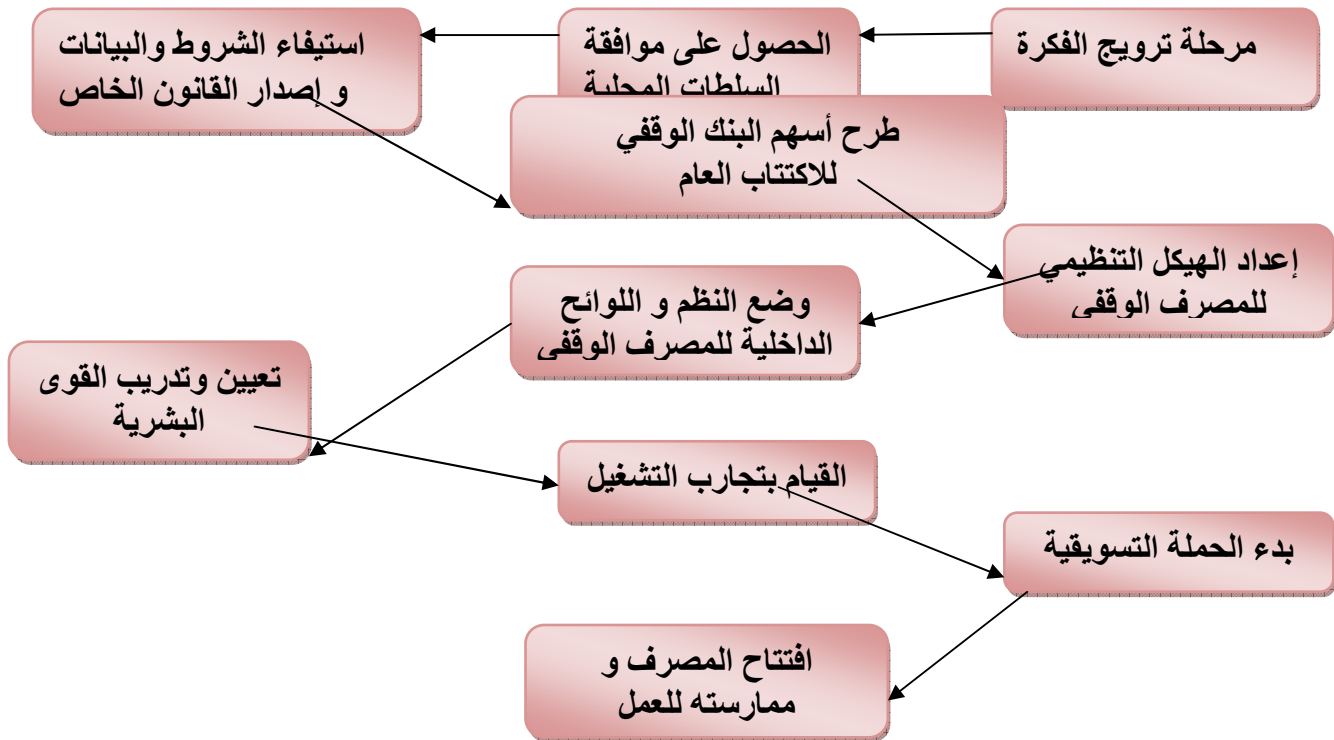 مرحلة ترويج الفكرة
الحصول على موافقة
السلطات المحلية
استيفاء الشروط والبيانات
و إصدار القانون الخاص
طرح أسهم البنك الوقفي
للاكتتاب العام
إعداد الهيكل التنظيمي
للمصرف الوقفي
وضع النظم و اللوائح
الداخلية للمصرف الوقفي
تعيين وتدريب القوى
البشرية
القيام بتجارب التشغيل
بدء الحملة التسويقية
افتتاح المصرف و
ممارسته للعمل